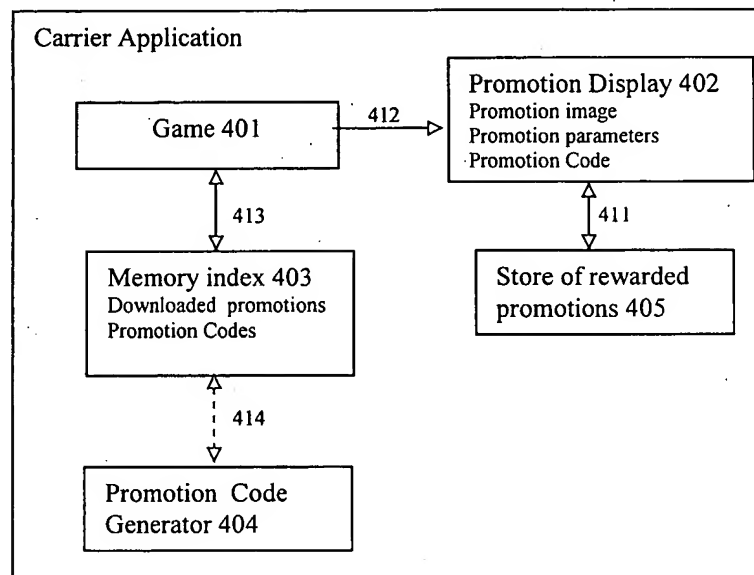 Carrier Application
Game 401
412
Promotion Display 402
Promotion image
Promotion parameters
Promotion Code
413
411
Memory index 403
Downloaded promotions
Promotion Codes
Store of rewarded
promotions 405
414
Promotion Code
Generator 404